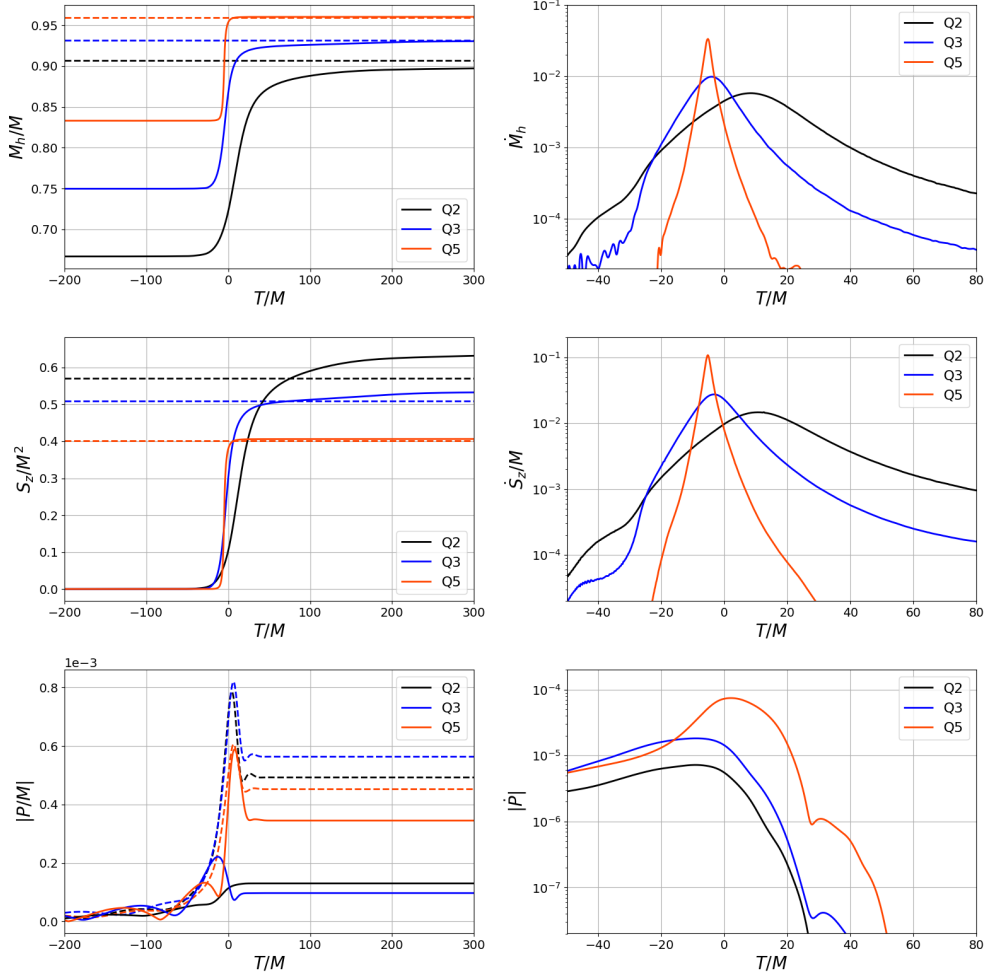 0.95
0.90
0.85
0.80
0.75
0.70
M_h/M
−200 −100 0 100 200 300
T/M
Q2
Q3
Q5
10^{-1}
10^{-2}
10^{-3}
10^{-4}
Ṁ_h
−40 −20 0 20 40 60 80
T/M
Q2
Q3
Q5
0.6
0.5
0.4
0.3
0.2
0.1
0.0
S_z/M^2
−200 −100 0 100 200 300
T/M
Q2
Q3
Q5
10^{-1}
10^{-2}
10^{-3}
10^{-4}
Ṡ_z/M
−40 −20 0 20 40 60 80
T/M
Q2
Q3
Q5
1e−3
0.8
0.6
0.4
0.2
0.0
|P/M|
−200 −100 0 100 200 300
T/M
Q2
Q3
Q5
10^{-4}
10^{-5}
10^{-6}
10^{-7}
|Ṗ|
−40 −20 0 20 40 60 80
T/M
Q2
Q3
Q5